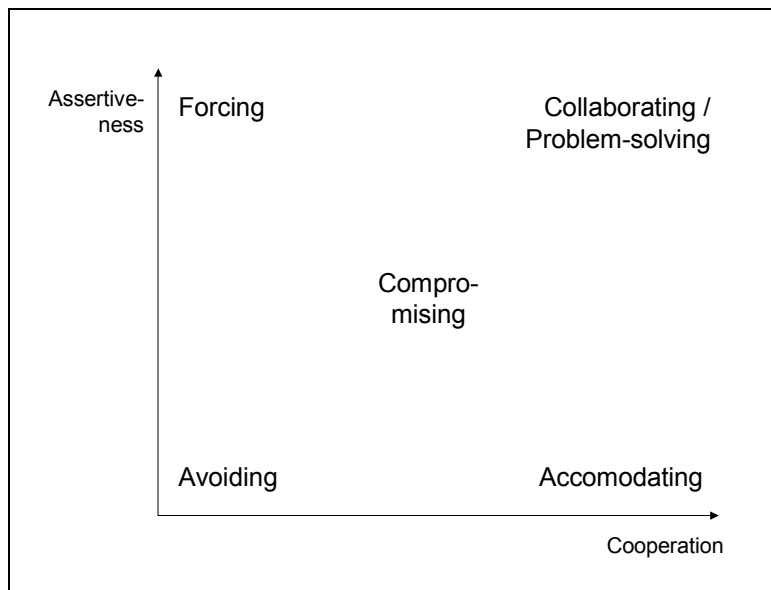 Assertive-
ness
Forcing
Collaborating /
Problem-solving
Compro-
mising
Avoiding
Accomodating
Cooperation